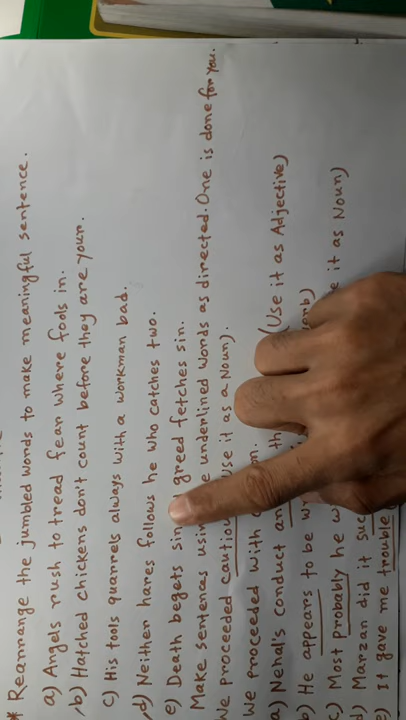 * Rearrange the jumbled words to make meaningful sentence.
a) Angels rush to tread fear where fools in.
b) Hatched chickens don't count before they are your.
c) His tools quarrels always with a workman bad.
d) Neither hares follows he who catches two.
e) Death begets sin greed fetches sin.
Make sentences underlined words as directed. One is done for you.
We proceeded it as a Noun).
We proceeded with
a) Nehal's conduct (Use it as Adjective)
b) He appears to be
c) Most probably he it as Noun)
d) Marzan did it
e) It gave me trouble